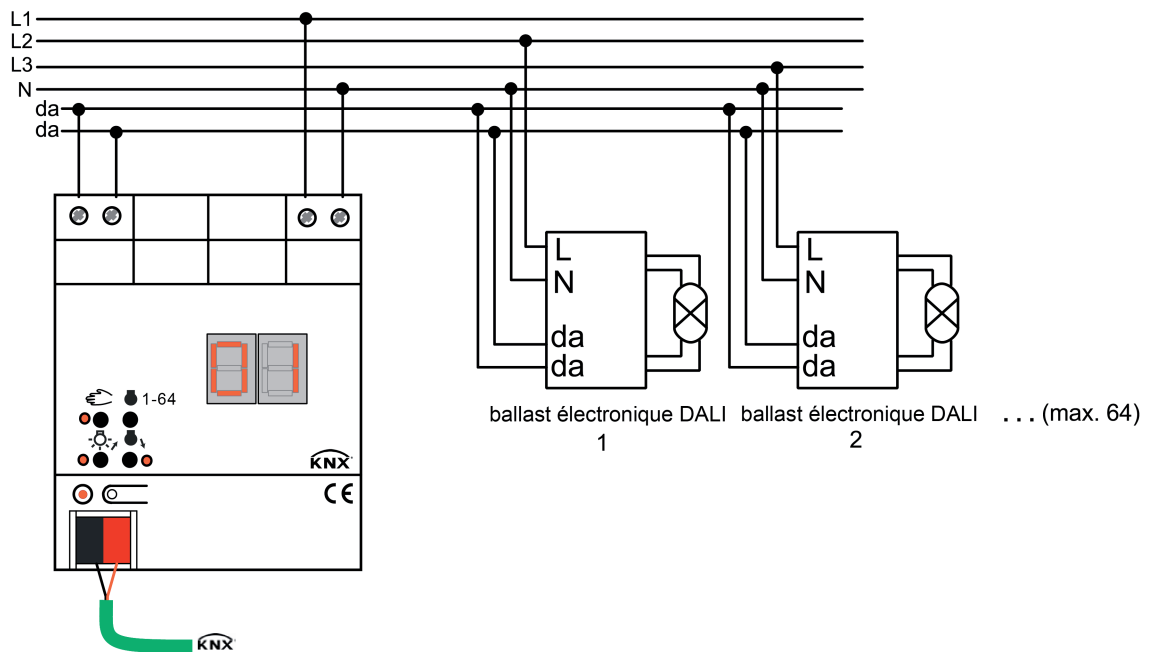 L1
L2
L3
N
da
da
L
N
da
da
L
N
da
da
01
1-64
KNX
CE
KNX
ballast électronique DALI
1
ballast électronique DALI
2
... (max. 64)